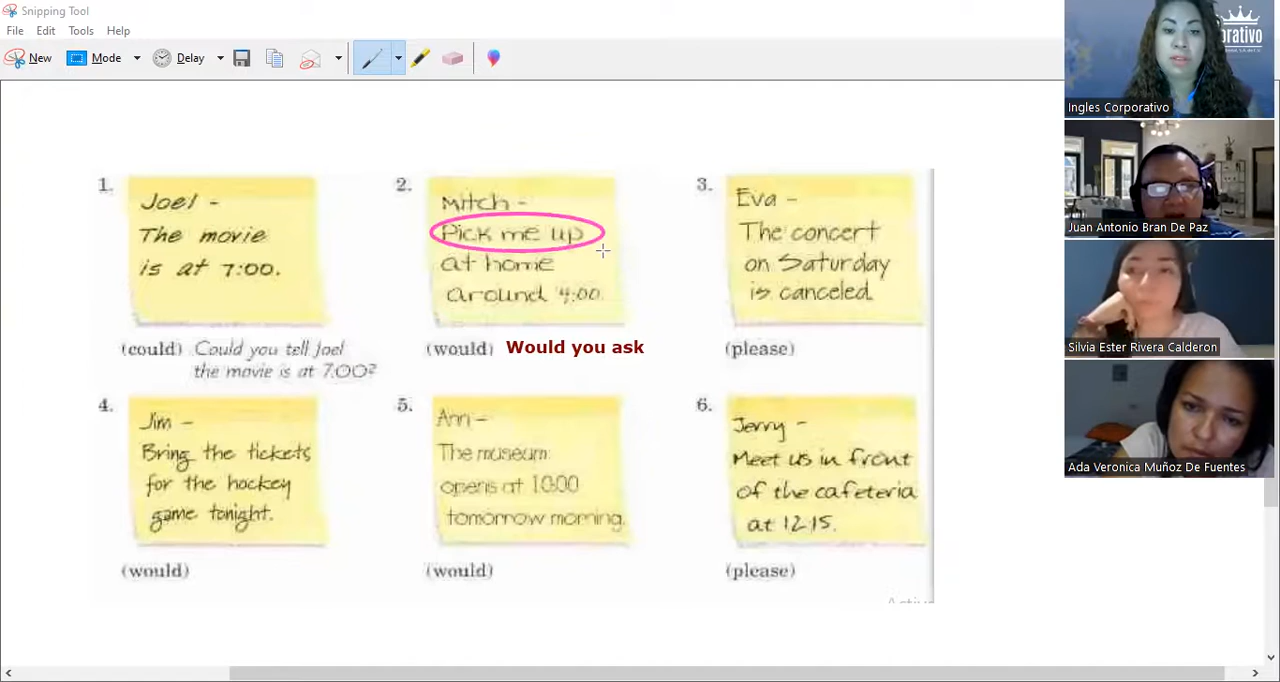 Snipping Tool
File Edit Tools Help
New Mode Delay
orativo
Ingles Corporativo
Juan Antonio Bran De Paz
Silvia Ester Rivera Calderon
Ada Veronica Muñoz De Fuentes
1.
Joel -
The movie
is at 7:00.
(could) Could you tell Joel
the movie is at 7:00?
2.
Mitch -
Pick me up
at home
around 4:00.
(would) Would you ask
3.
Eva -
The concert
on Saturday
is canceled.
(please)
4.
Jim -
Bring the tickets
for the hockey
game tonight.
(would)
5.
Ann -
The museum
opens at 10:00
tomorrow morning.
(would)
6.
Jerry -
Meet us in front
of the cafeteria
at 12:15.
(please)